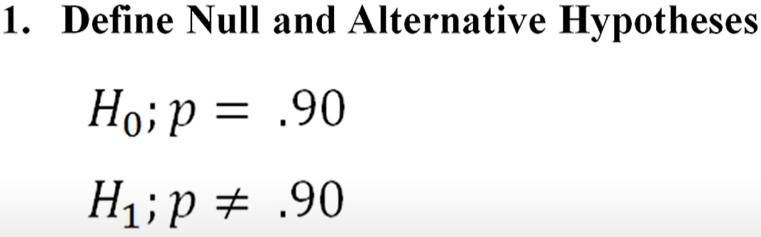 1. Define Null and Alternative Hypotheses
H₀; p = .90
H₁; p ≠ .90